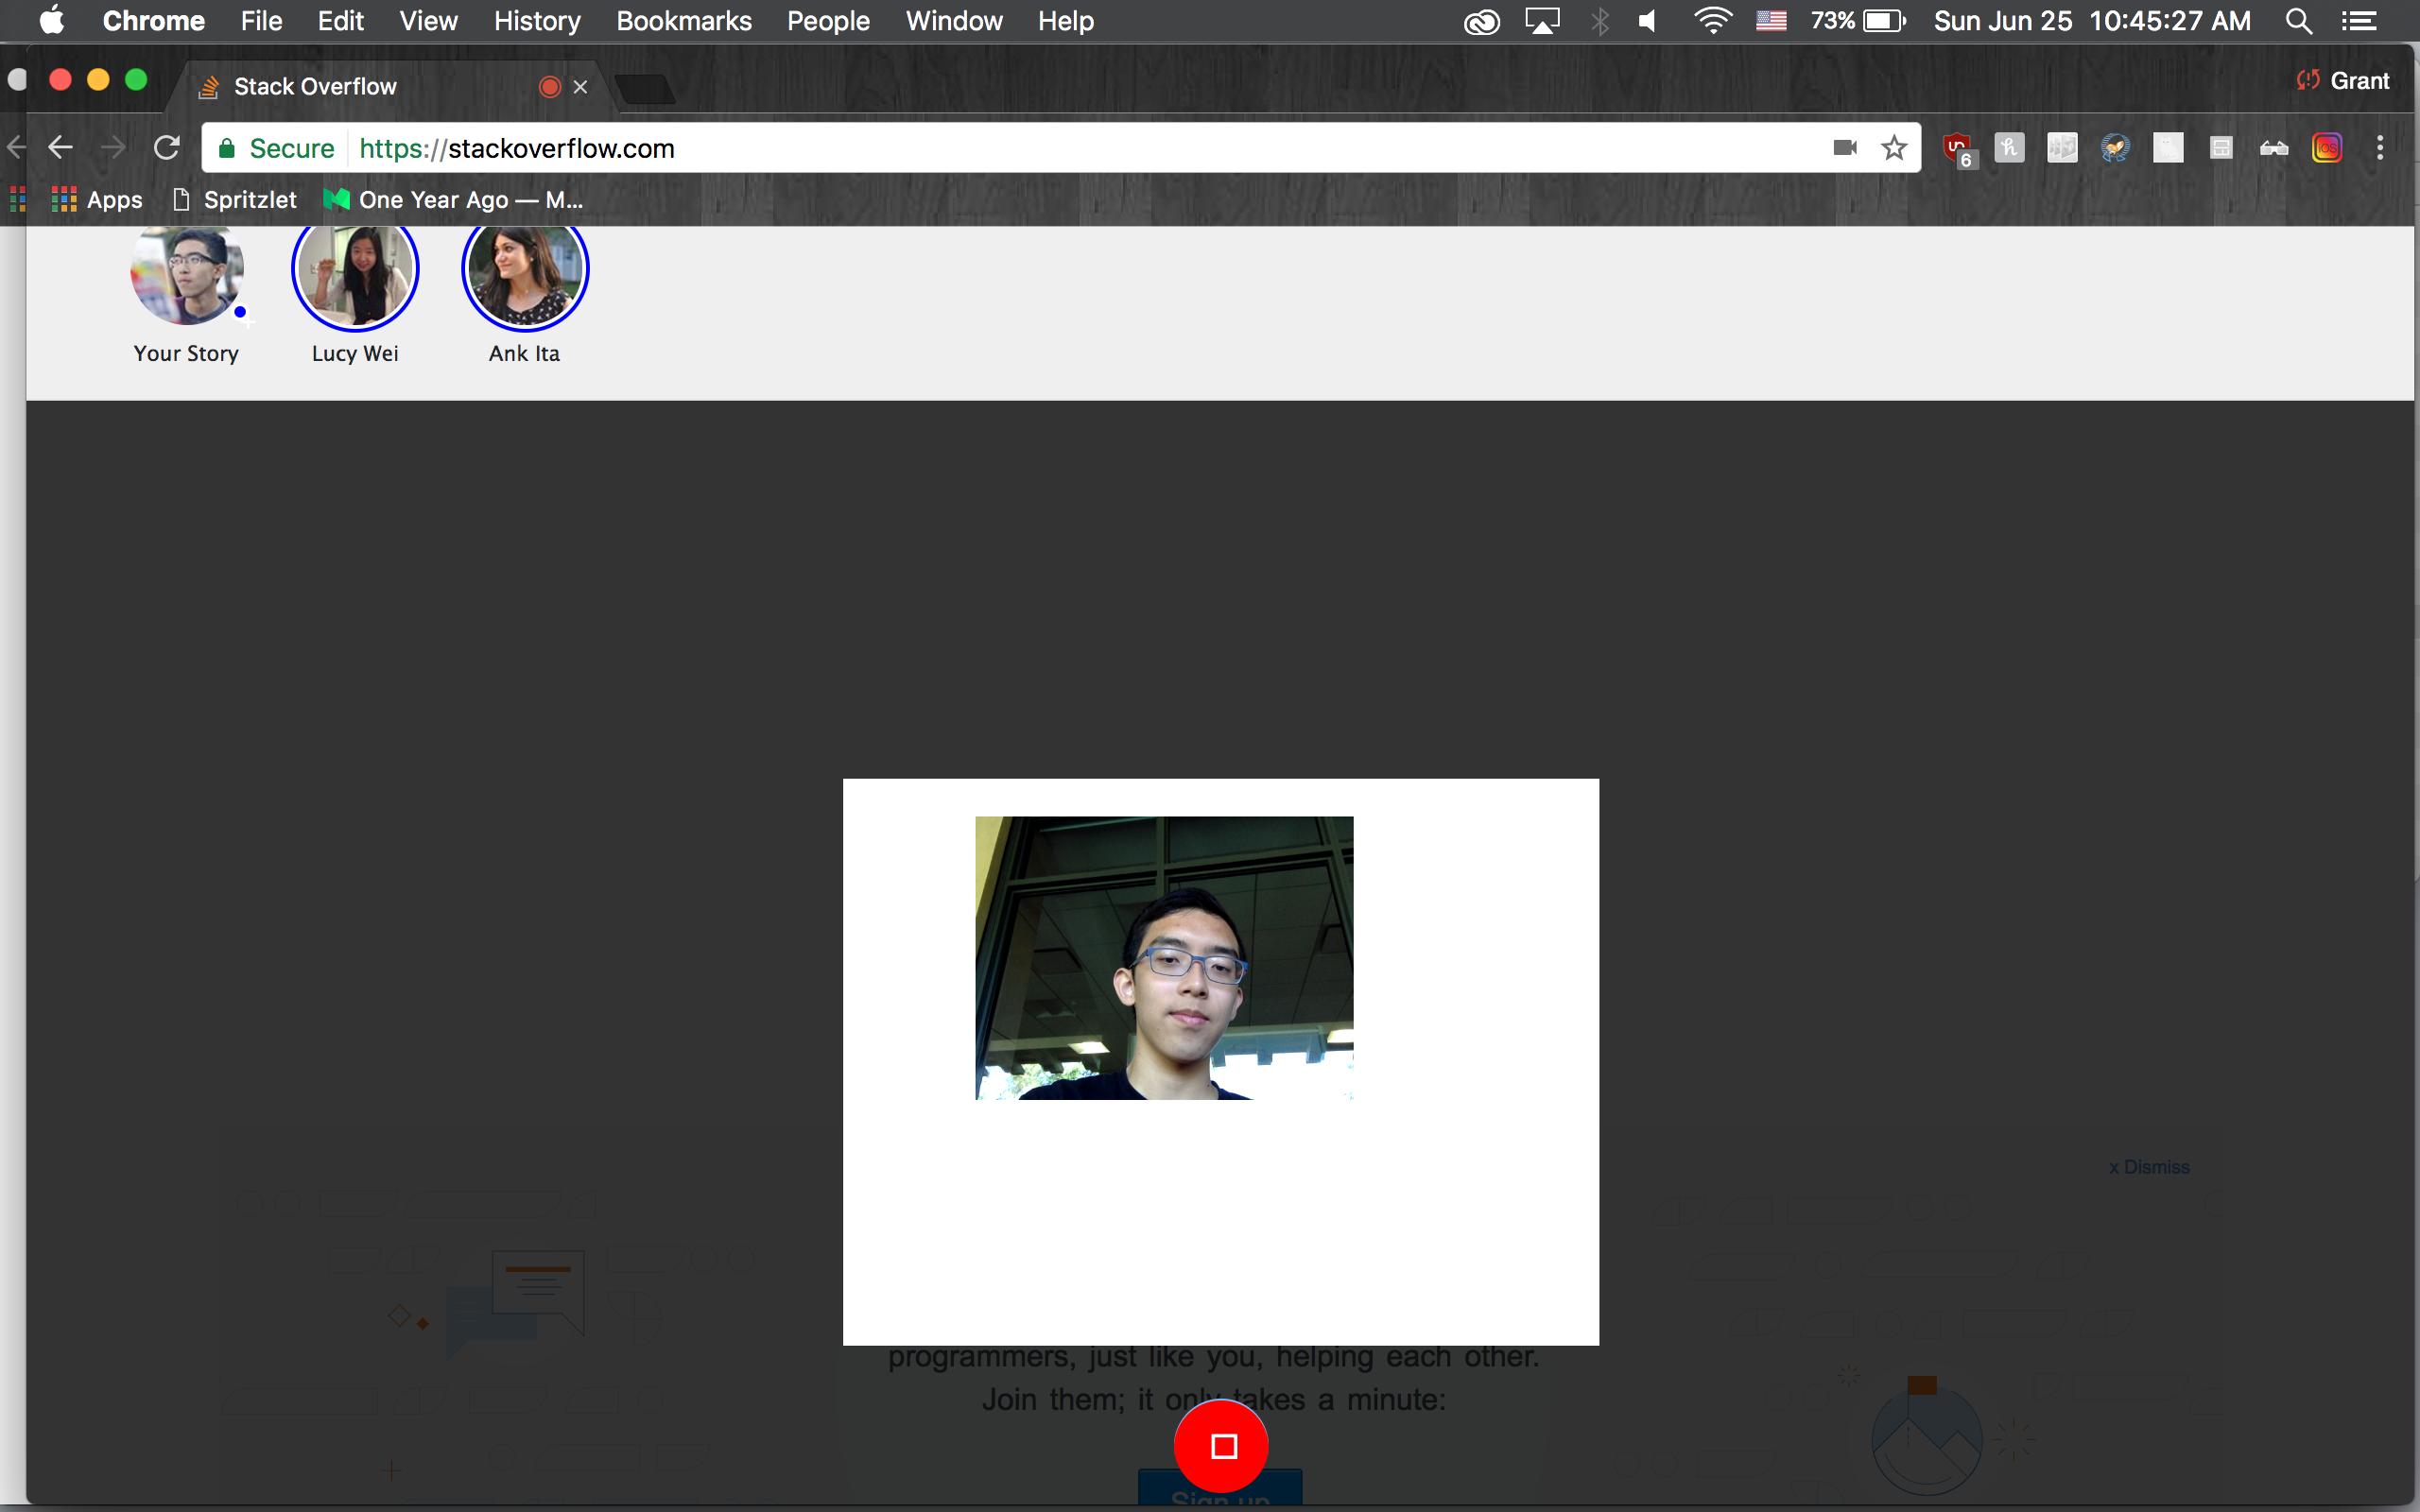 Chrome File Edit View History Bookmarks People Window Help 73% Sun Jun 25 10:45:27 AM
Stack Overflow Grant
Secure https://stackoverflow.com 6
Apps Spritzlet One Year Ago — M...
Your Story Lucy Wei Ank Ita
x Dismiss
programmers, just like you, helping each other.
Join them; it only takes a minute:
Sign up